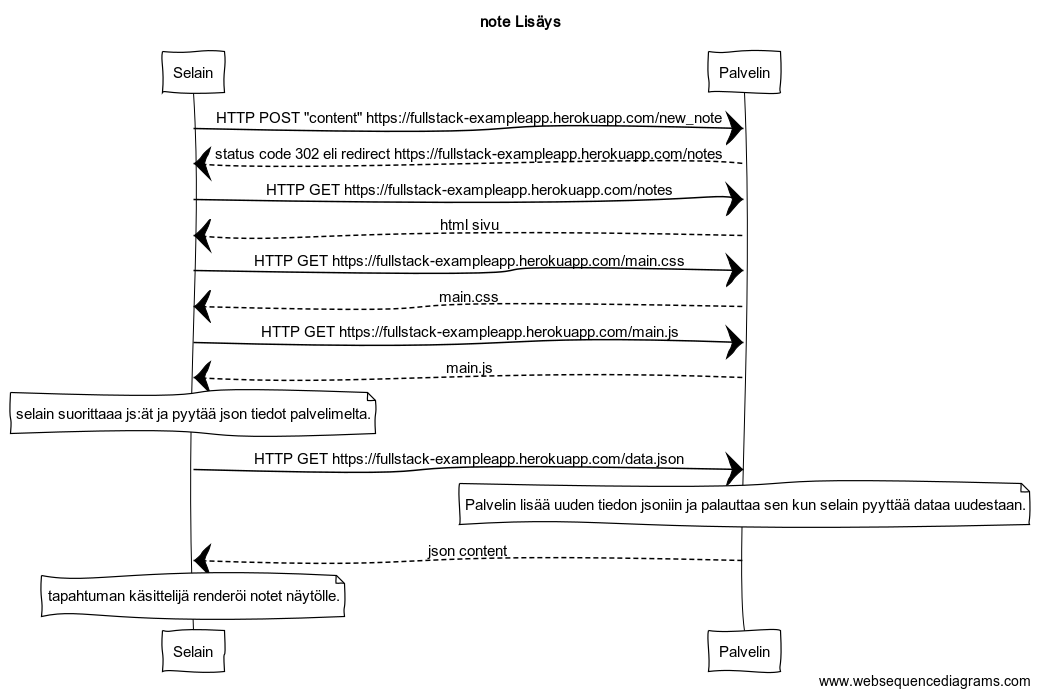 note Lisäys
Selain
Palvelin
HTTP POST "content" https://fullstack-exampleapp.herokuapp.com/new_note
status code 302 eli redirect https://fullstack-exampleapp.herokuapp.com/notes
HTTP GET https://fullstack-exampleapp.herokuapp.com/notes
html sivu
HTTP GET https://fullstack-exampleapp.herokuapp.com/main.css
main.css
HTTP GET https://fullstack-exampleapp.herokuapp.com/main.js
main.js
selain suorittaaa js:ät ja pyytää json tiedot palvelimelta.
HTTP GET https://fullstack-exampleapp.herokuapp.com/data.json
Palvelin lisää uuden tiedon jsoniin ja palauttaa sen kun selain pyyttää dataa uudestaan.
json content
tapahtuman käsittelijä renderöi notet näytölle.
Selain
Palvelin
www.websequencediagrams.com